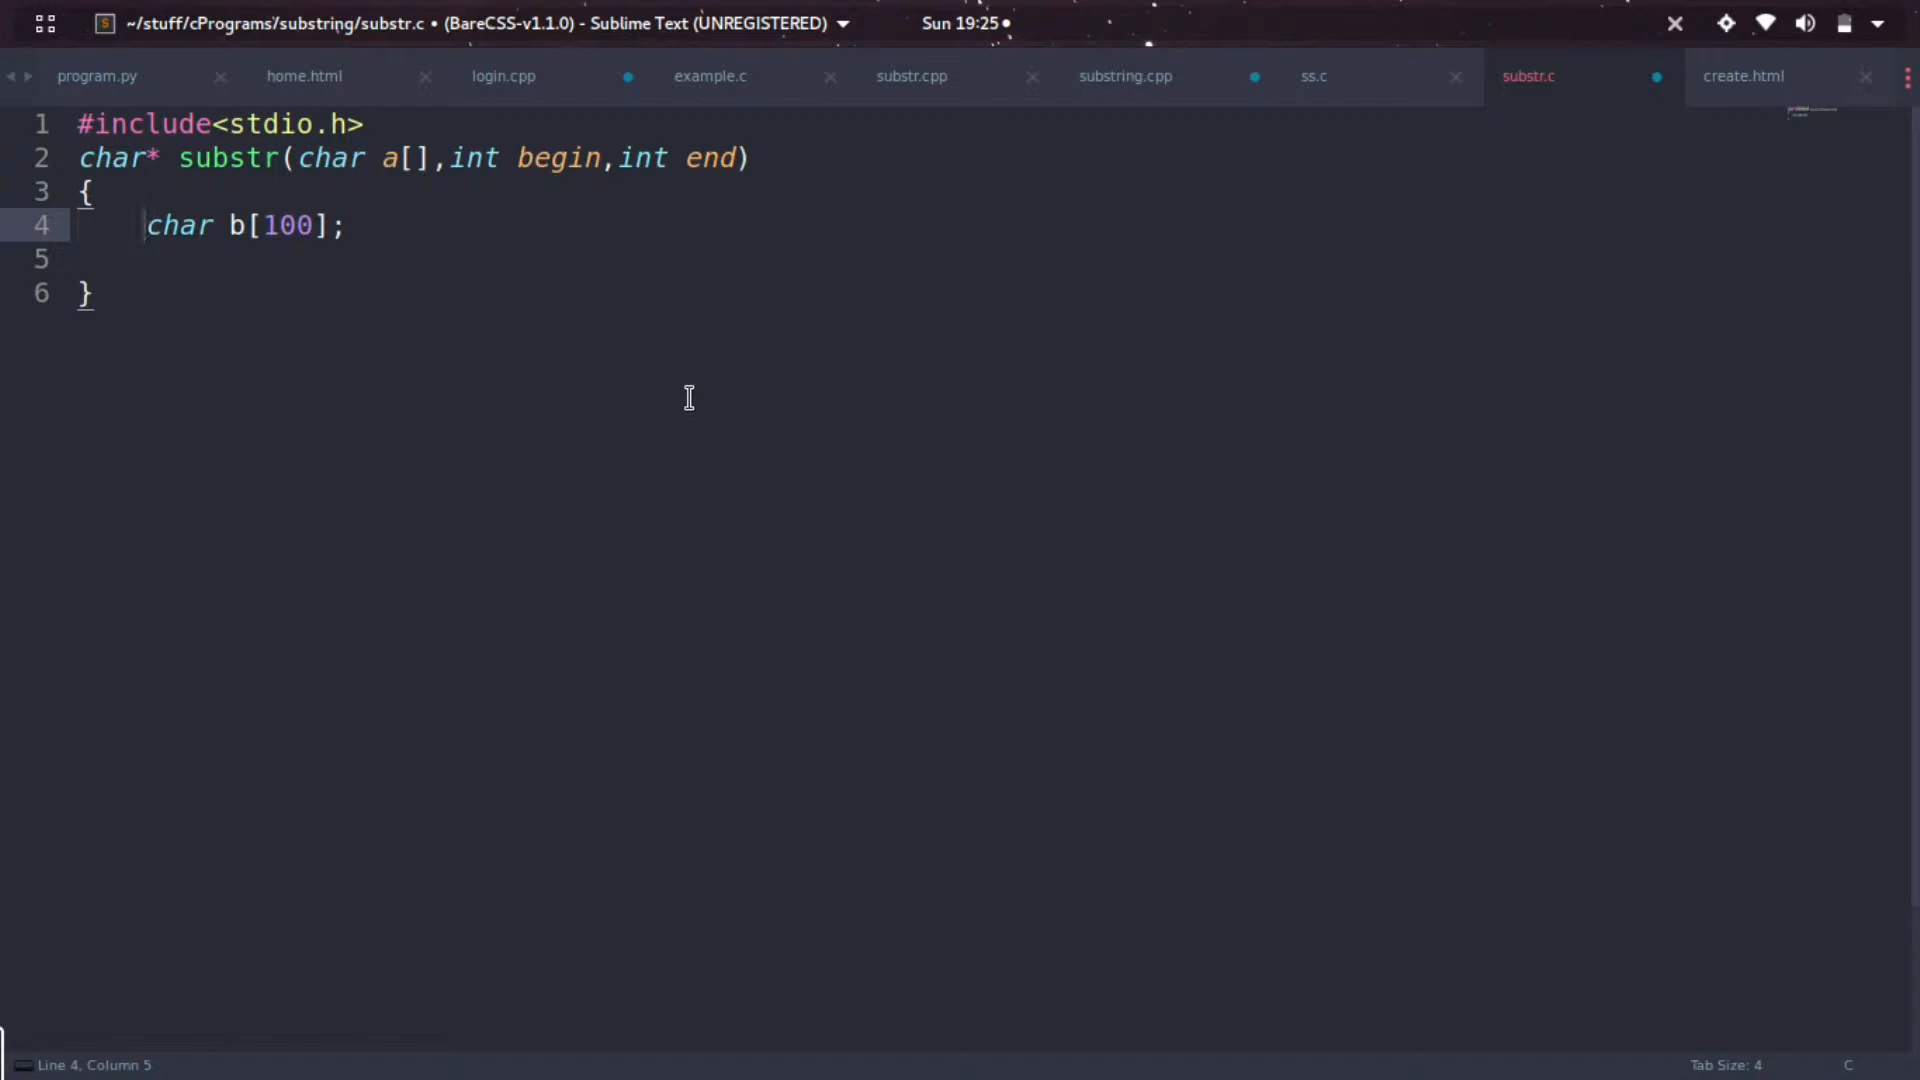 ~/stuff/cPrograms/substring/substr.c • (BareCSS-v1.1.0) - Sublime Text (UNREGISTERED) Sun 19:25
program.py home.html login.cpp example.c substr.cpp substring.cpp ss.c substr.c create.html
1 #include<stdio.h>
2 char* substr(char a[],int begin,int end)
3 {
4 char b[100];
5
6 }
Line 4, Column 5 Tab Size: 4 C